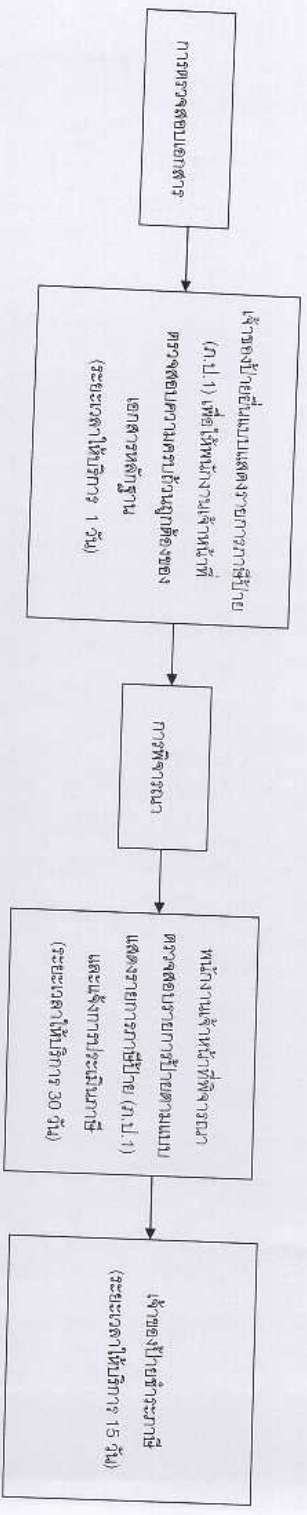 การตรวจสอบเอกสาร
เจ้าของป้ายยื่นแบบแสดงรายการภาษีป้าย
(ภ.ป.1) เพื่อให้พนักงานเจ้าหน้าที่
ตรวจสอบความครบถ้วนถูกต้องของ
เอกสารหลักฐาน
(ระยะเวลาให้บริการ 1 วัน)
การพิจารณา
พนักงานเจ้าหน้าที่พิจารณา
ตรวจสอบรายการป้ายตามแบบ
แสดงรายการภาษีป้าย (ภ.ป.1)
และแจ้งการประเมินภาษี
(ระยะเวลาให้บริการ 30 วัน)
เจ้าของป้ายชำระภาษี
(ระยะเวลาให้บริการ 15 วัน)